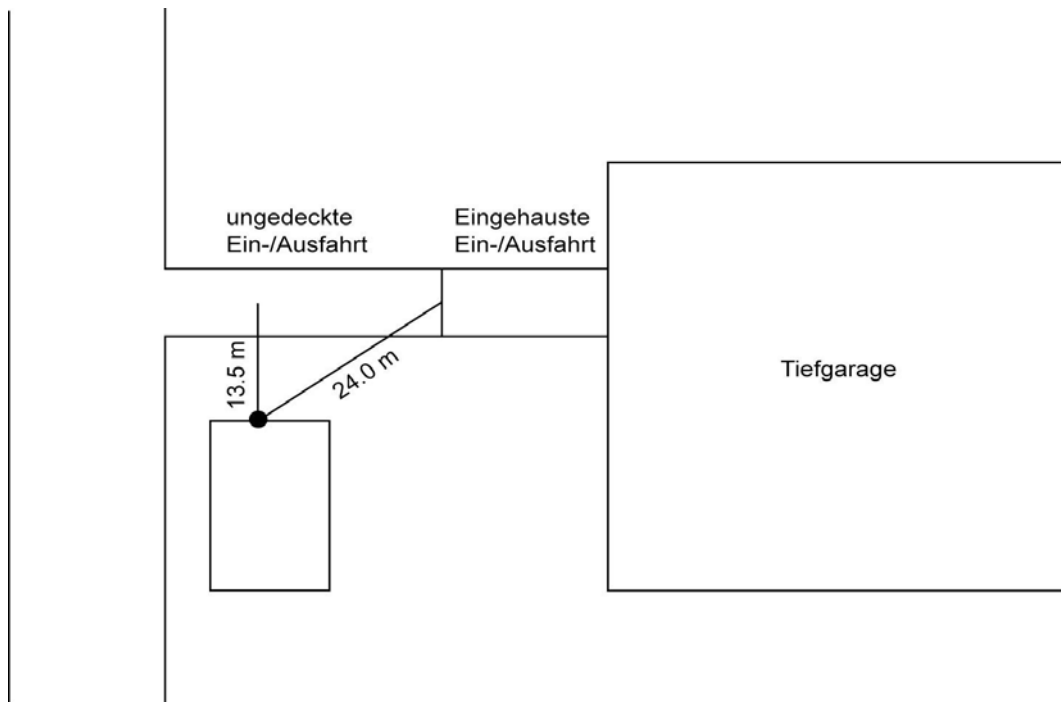 ungedeckte
Ein-/Ausfahrt
Eingehauste
Ein-/Ausfahrt
13.5 m
24.0 m
Tiefgarage